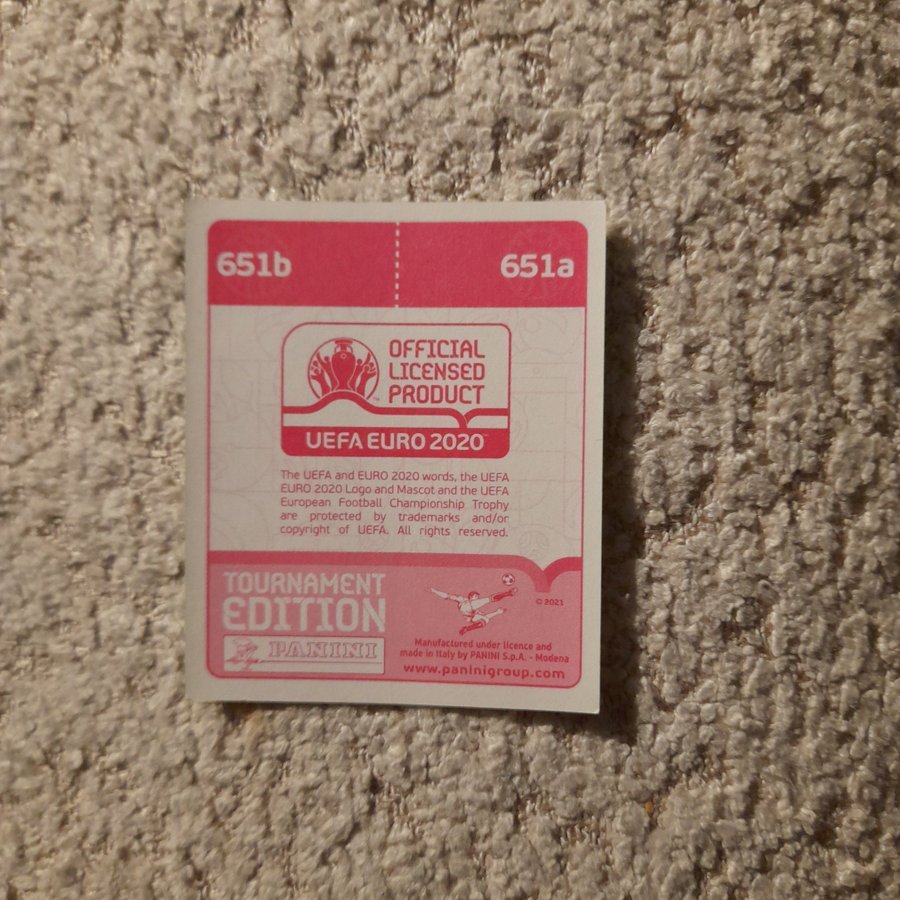 651b 651a
OFFICIAL
LICENSED
PRODUCT
UEFA EURO 2020
The UEFA and EURO 2020 words, the UEFA
EURO 2020 Logo and Mascot and the UEFA
European Football Championship Trophy
are protected by trademarks and/or
copyright of UEFA. All rights reserved.
TOURNAMENT
EDITION
PANINI
© 2021
Manufactured under licence and
made in Italy by PANINI S.p.A. - Modena
www.paninigroup.com